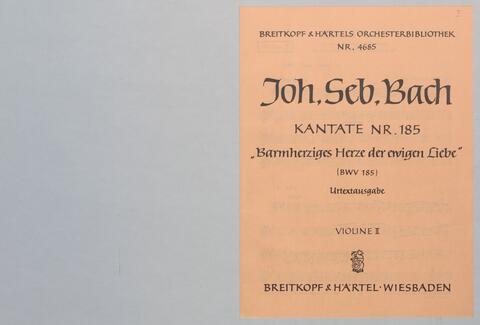 BREITKOPF & HÄRTELS ORCHESTERBIBLIOTHEK
NR. 4685
Joh. Seb. Bach
KANTATE NR. 185
„Barmherziges Herze der ewigen Liebe“
(BWV 185)
Urtextausgabe
VIOLINE II
BREITKOPF & HÄRTEL · WIESBADEN